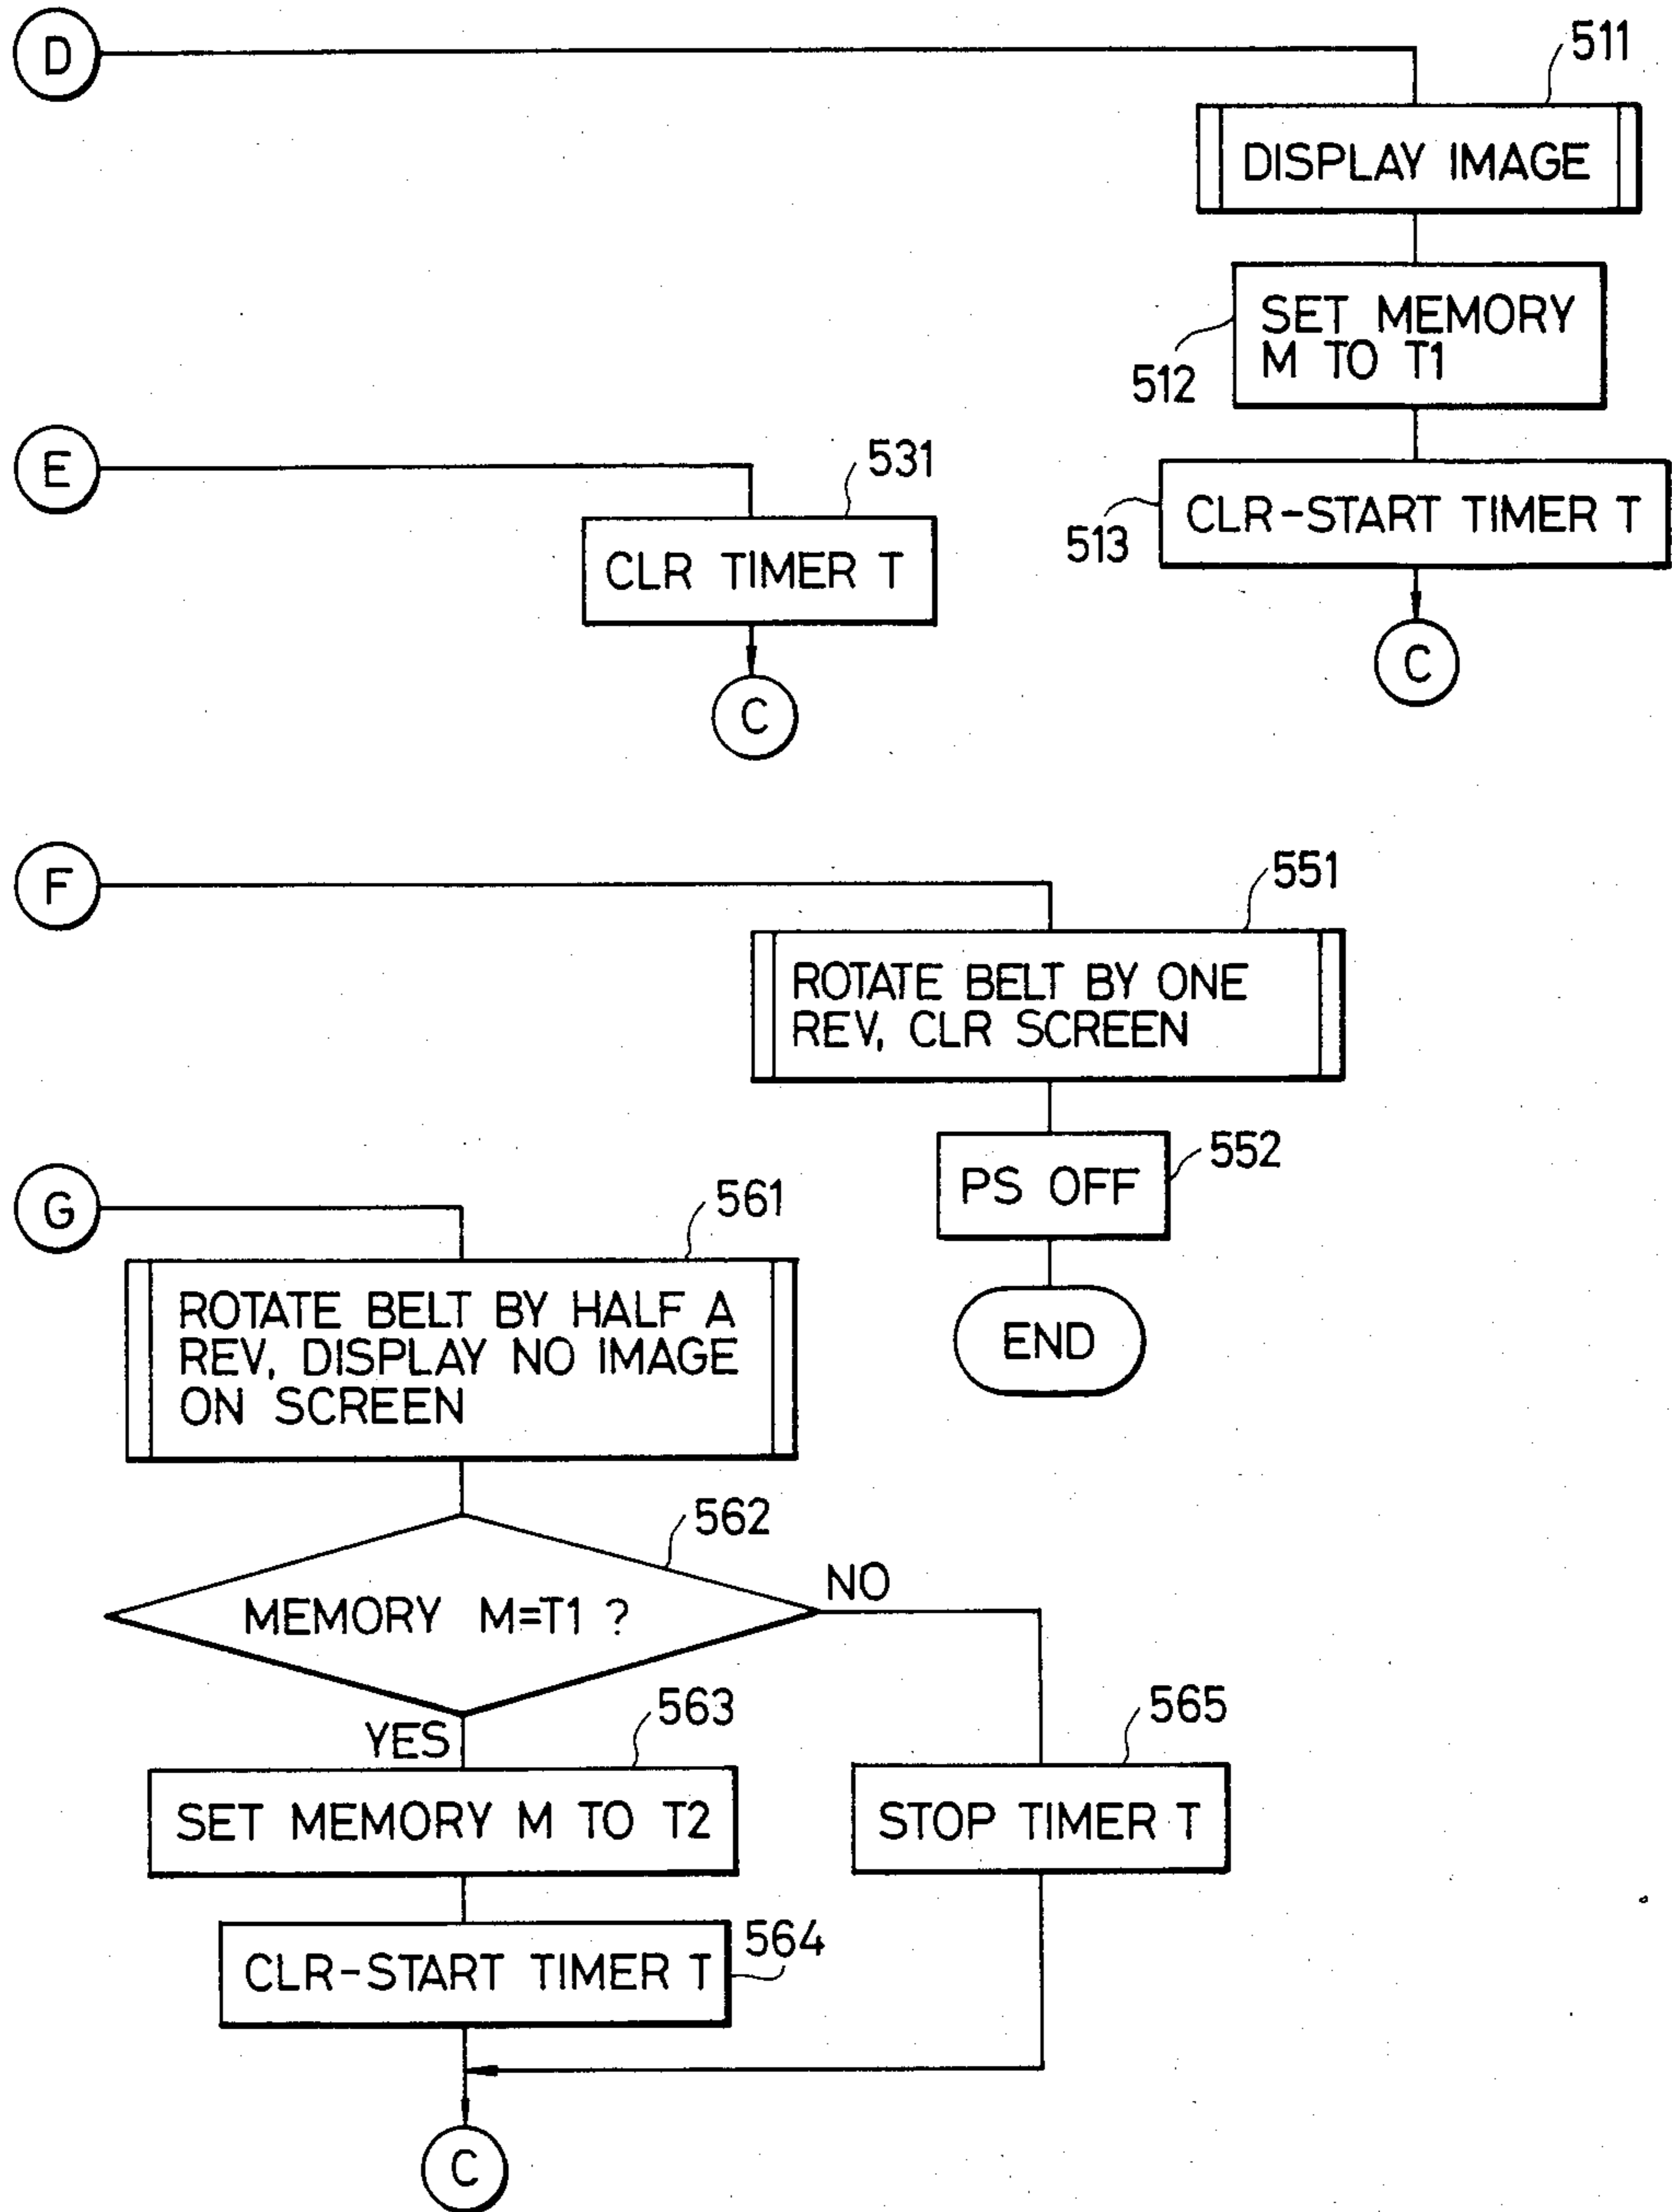 D
511
DISPLAY IMAGE
SET MEMORY
M TO T1
512
E
531
CLR TIMER T
CLR-START TIMER T
513
C
C
F
551
ROTATE BELT BY ONE
REV, CLR SCREEN
PS OFF
552
END
G
561
ROTATE BELT BY HALF A
REV, DISPLAY NO IMAGE
ON SCREEN
562
MEMORY M=T1 ?
NO
YES
563
SET MEMORY M TO T2
565
STOP TIMER T
CLR-START TIMER T
564
C